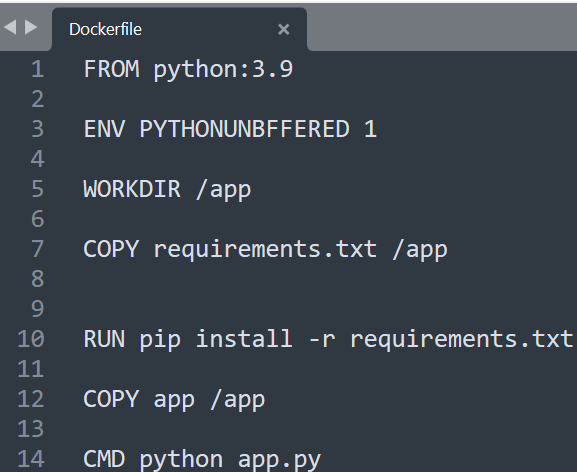 Dockerfile ×
1 FROM python:3.9
2
3 ENV PYTHONUNBFFERED 1
4
5 WORKDIR /app
6
7 COPY requirements.txt /app
8
9
10 RUN pip install -r requirements.txt
11
12 COPY app /app
13
14 CMD python app.py